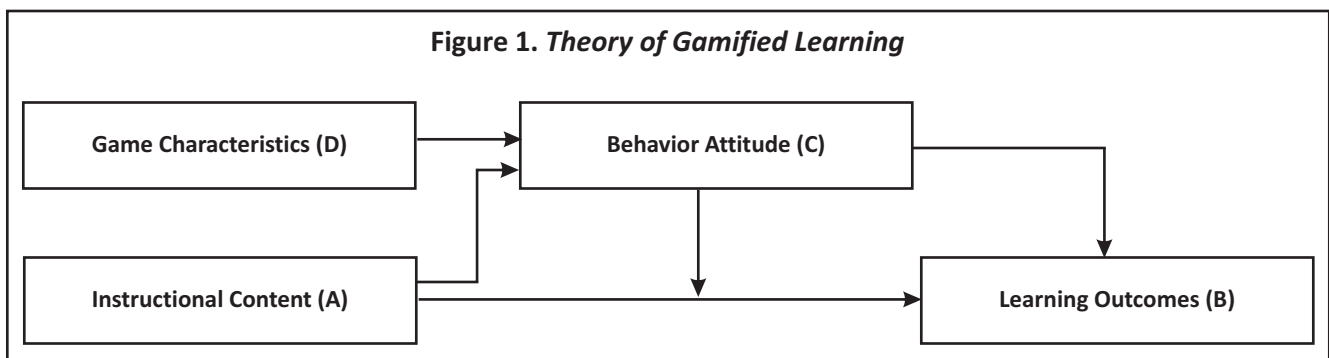 Figure 1. Theory of Gamified Learning
Game Characteristics (D)
Behavior Attitude (C)
Instructional Content (A)
Learning Outcomes (B)